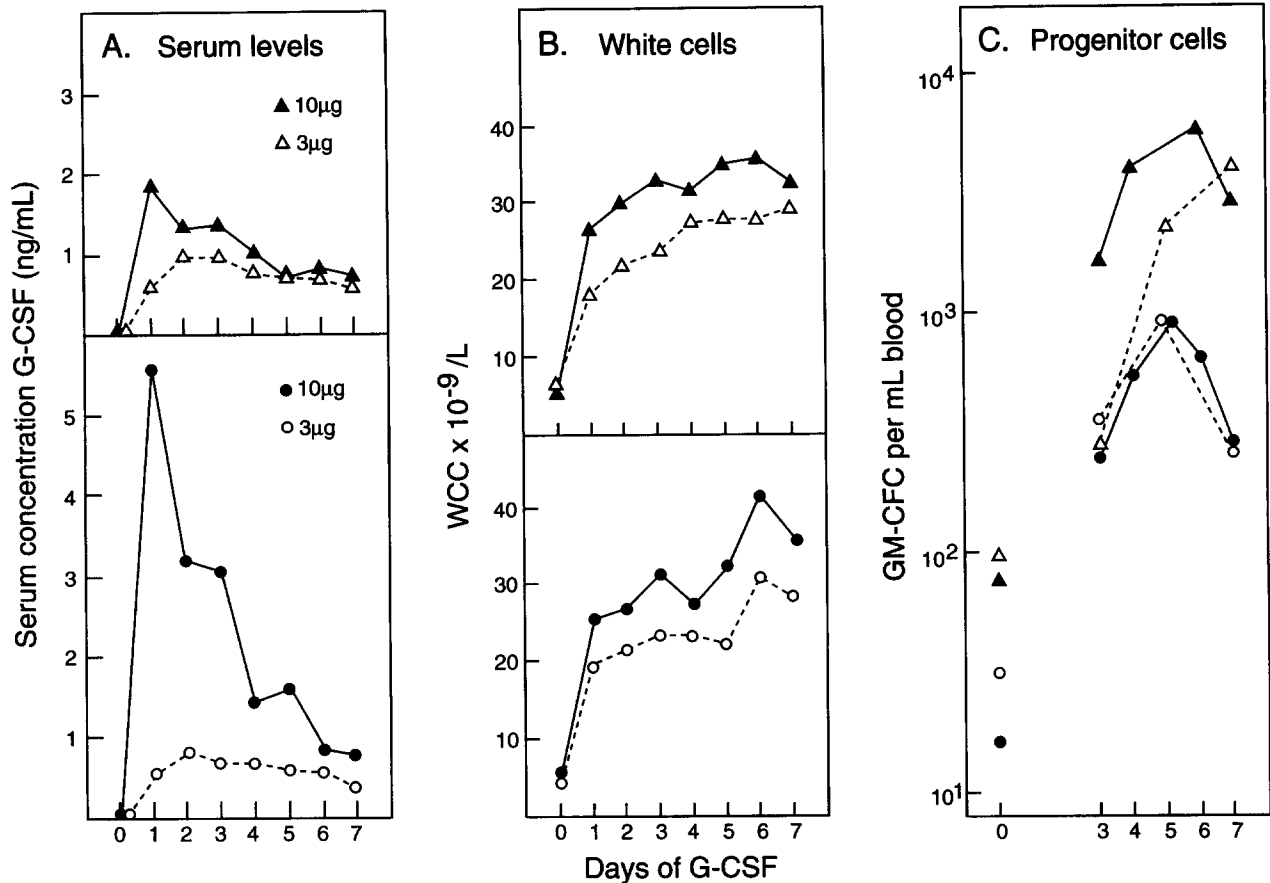 A. Serum levels
3
2
1
▲ 10µg
△ 3µg
5
4
3
2
1
● 10µg
○ 3µg
0 1 2 3 4 5 6 7
Serum concentration G-CSF (ng/mL)
B. White cells
40
30
20
10
40
30
20
10
0 1 2 3 4 5 6 7
WCC x 10⁻⁹/L
Days of G-CSF
C. Progenitor cells
10⁴
10³
10²
10¹
0 3 4 5 6 7
GM-CFC per mL blood